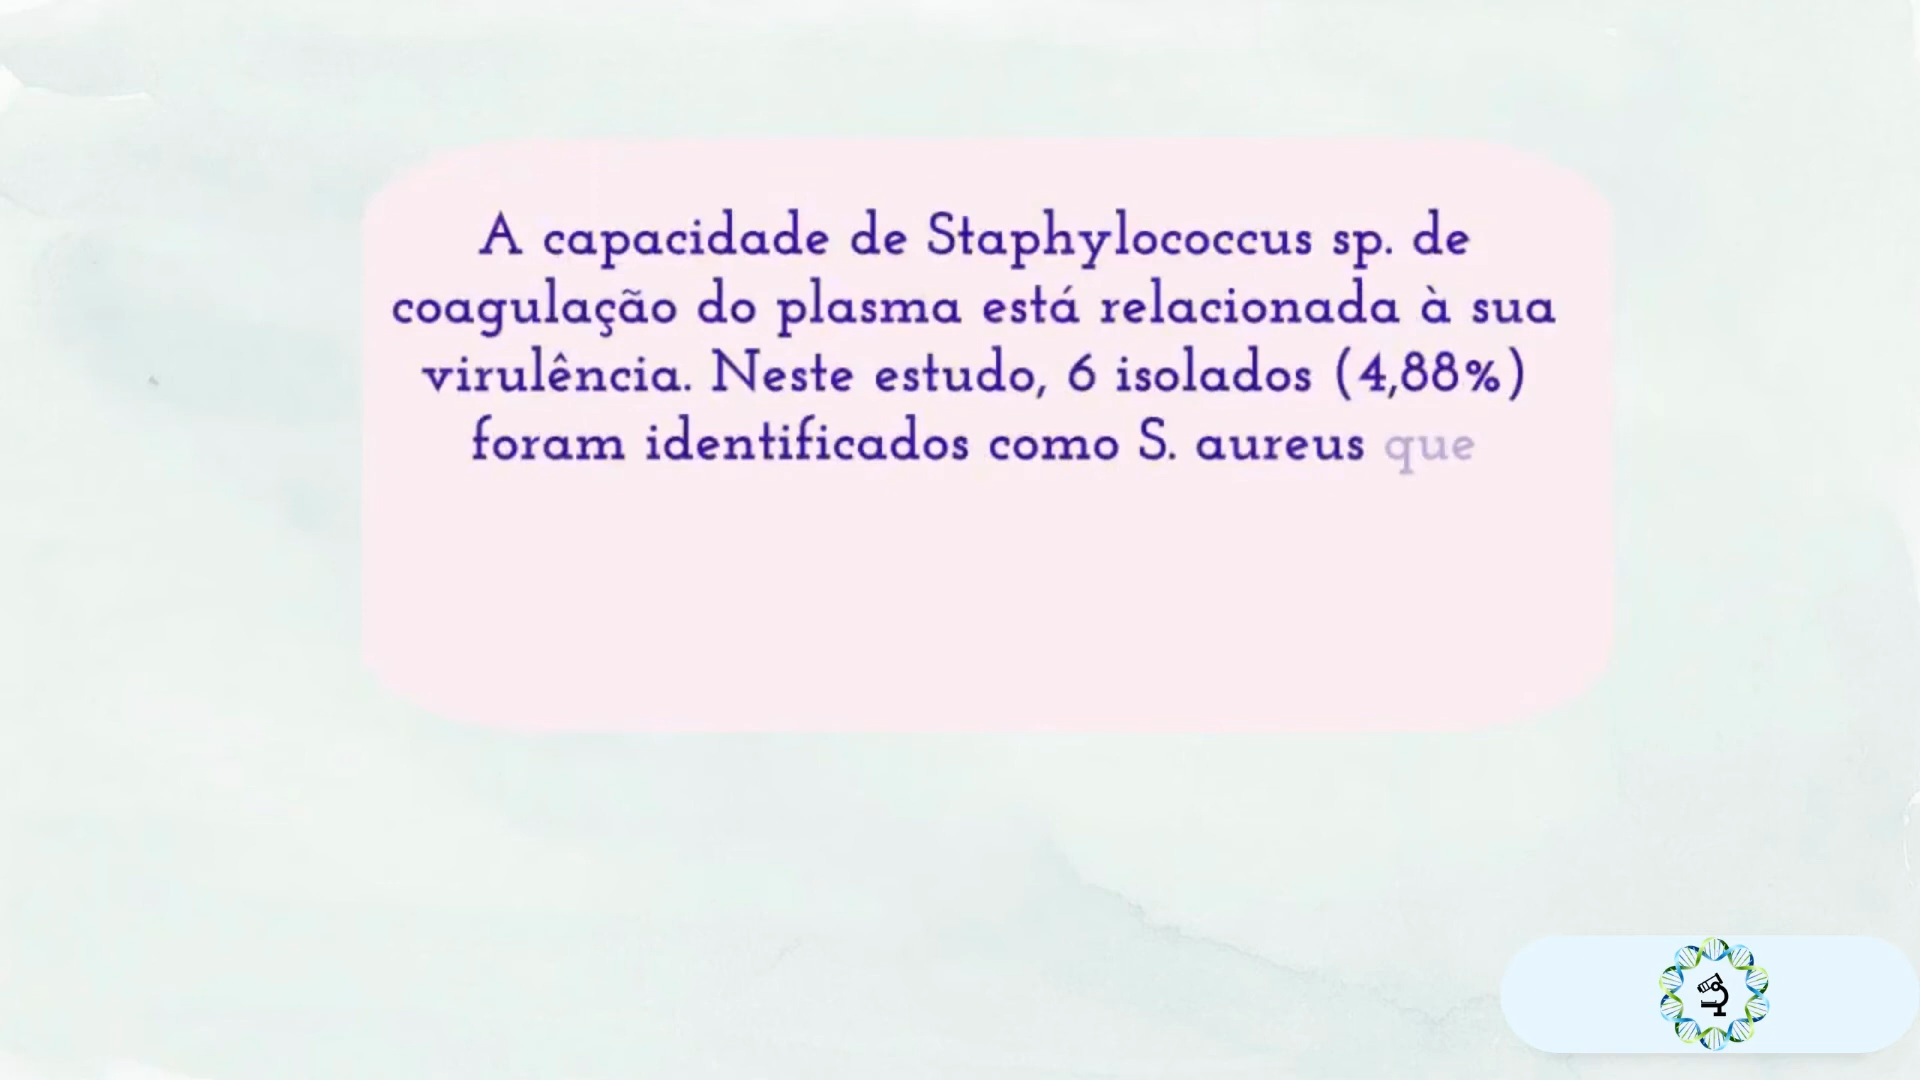 A capacidade de Staphylococcus sp. de
coagulação do plasma está relacionada à sua
virulência. Neste estudo, 6 isolados (4,88%)
foram identificados como S. aureus que